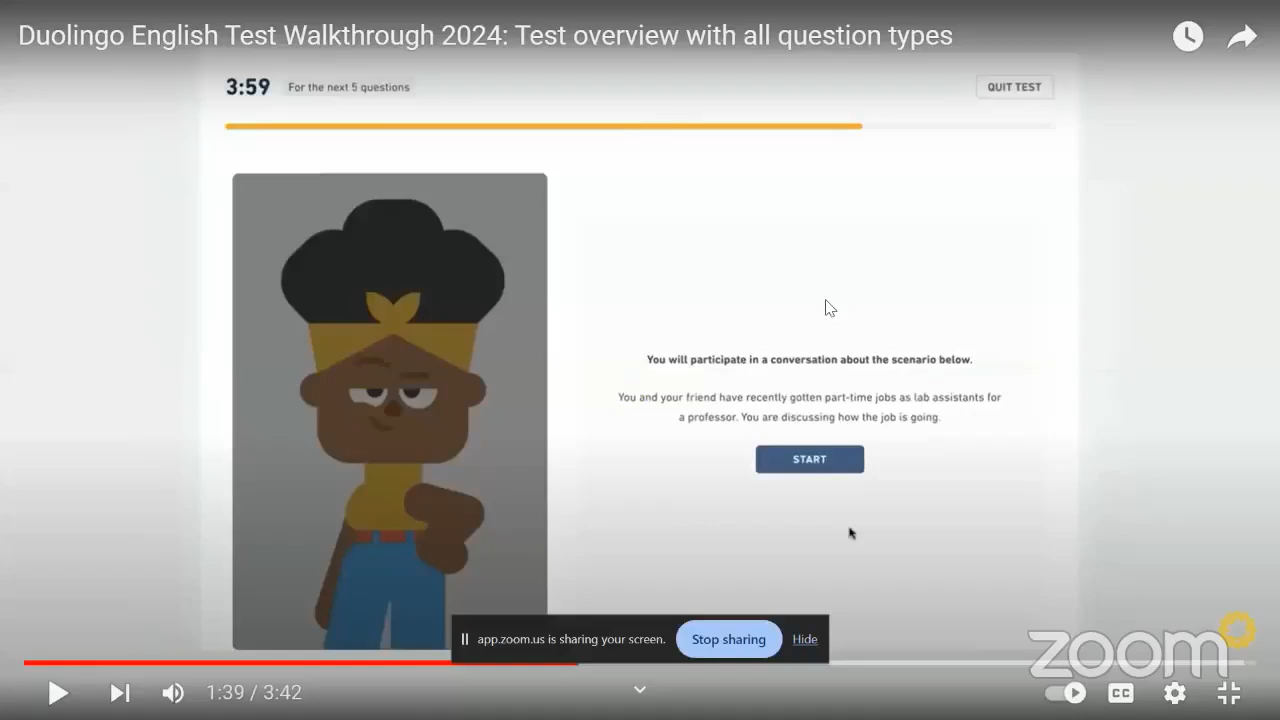 Duolingo English Test Walkthrough 2024: Test overview with all question types
3:59 For the next 5 questions
QUIT TEST
You will participate in a conversation about the scenario below.
You and your friend have recently gotten part-time jobs as lab assistants for
a professor. You are discussing how the job is going.
START
app.zoom.us is sharing your screen. Stop sharing Hide
zoom
1:39 / 3:42
CC